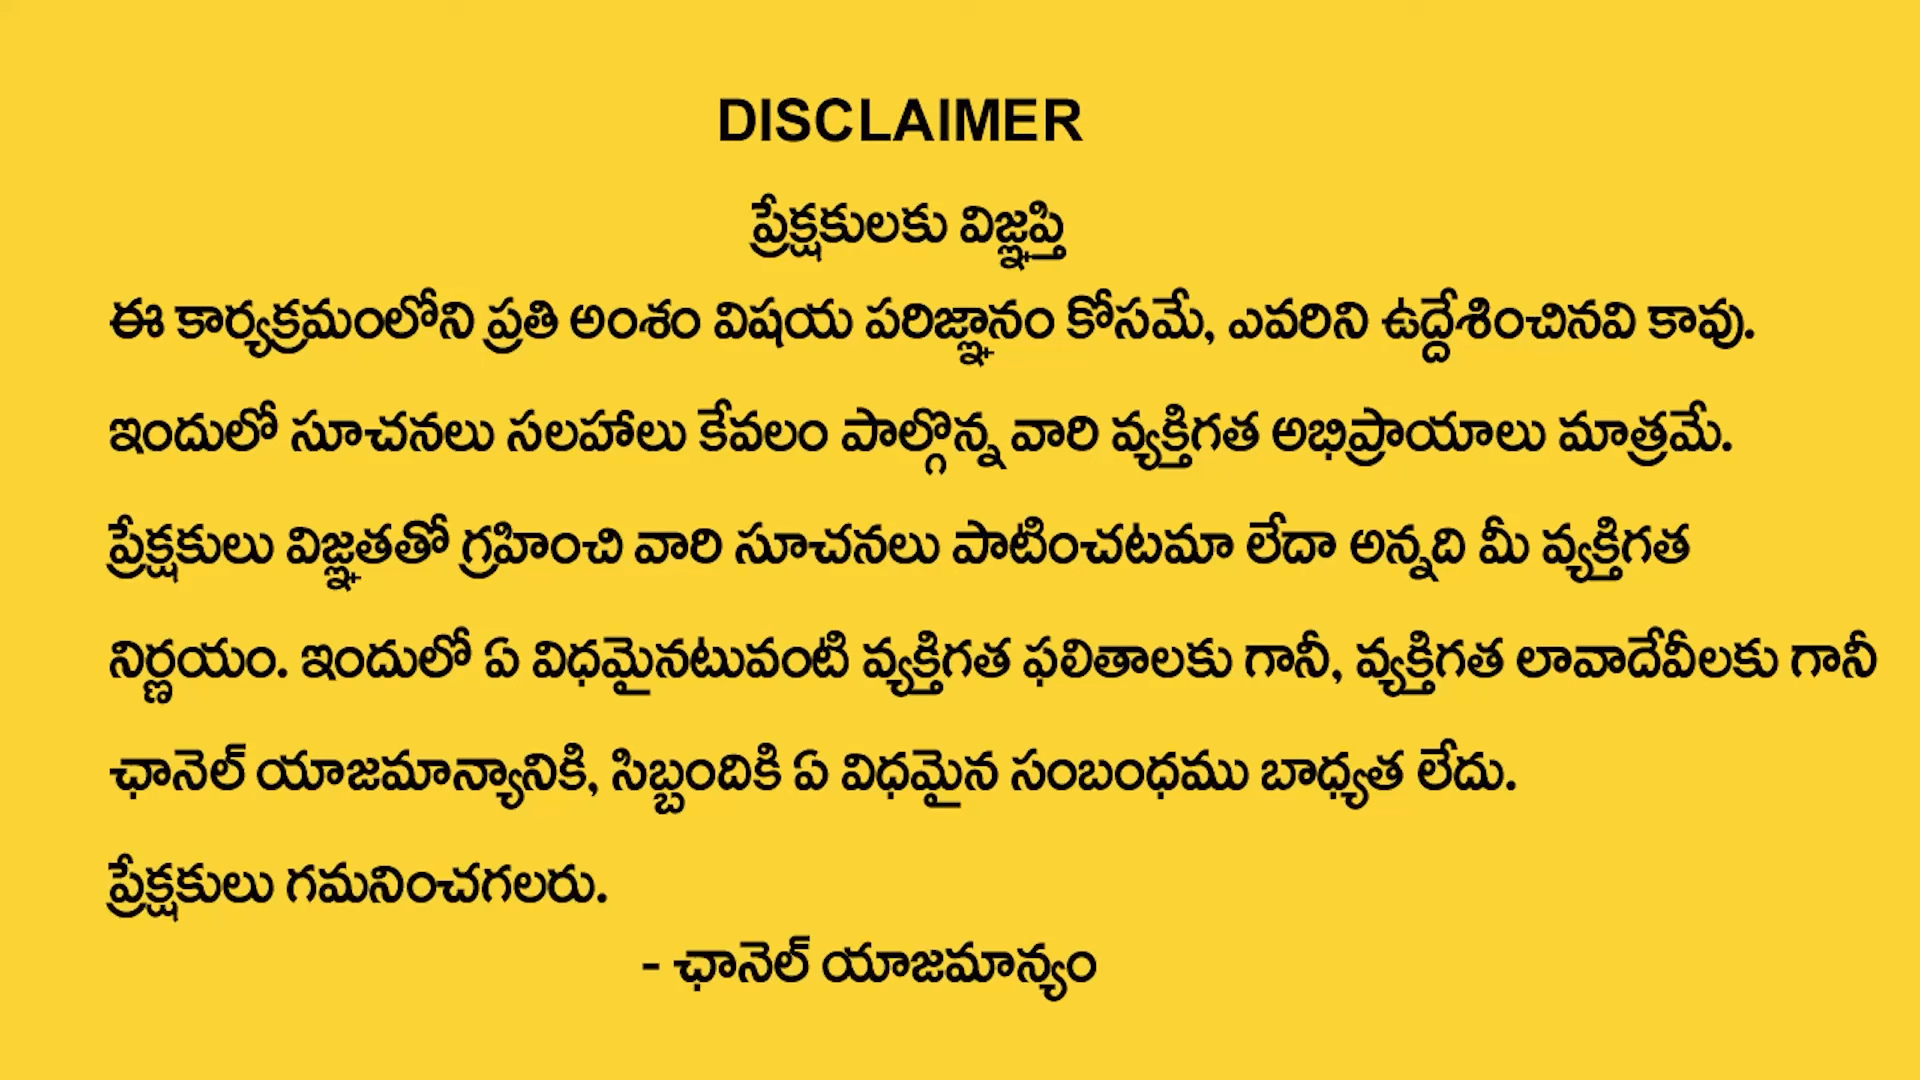 DISCLAIMER
ప్రేక్షకులకు విజ్ఞప్తి
ఈ కార్యక్రమంలోని ప్రతి అంశం విషయ పరిజ్ఞానం కోసమే, ఎవరిని ఉద్దేశించినవి కావు.
ఇందులో సూచనలు సలహాలు కేవలం పాల్గొన్న వారి వ్యక్తిగత అభిప్రాయాలు మాత్రమే.
ప్రేక్షకులు విజ్ఞతతో గ్రహించి వారి సూచనలు పాటించటమా లేదా అన్నది మీ వ్యక్తిగత
నిర్ణయం. ఇందులో ఏ విధమైనటువంటి వ్యక్తిగత ఫలితాలకు గానీ, వ్యక్తిగత లావాదేవీలకు గానీ
ఛానెల్ యాజమాన్యానికి, సిబ్బందికి ఏ విధమైన సంబంధము బాధ్యత లేదు.
ప్రేక్షకులు గమనించగలరు.
- ఛానెల్ యాజమాన్యం